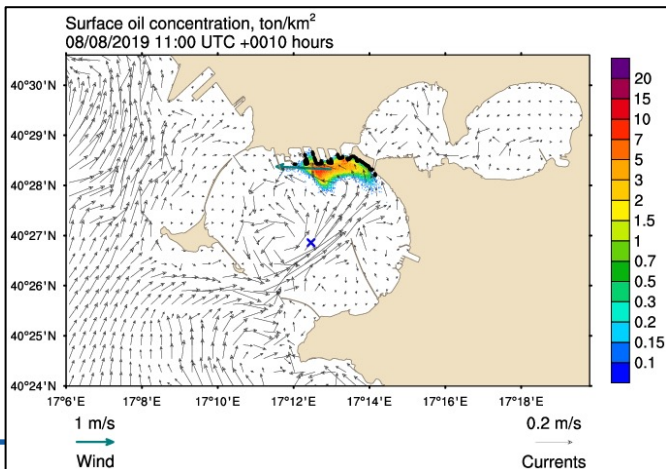 Surface oil concentration, ton/km²
08/08/2019 11:00 UTC +0010 hours
40°30'N
40°29'N
40°28'N
40°27'N
40°26'N
40°25'N
40°24'N
17°6'E 17°8'E 17°10'E 17°12'E 17°14'E 17°16'E 17°18'E
20
15
10
7
5
3
2
1.5
1
0.7
0.5
0.3
0.2
0.15
0.1
1 m/s
Wind
0.2 m/s
Currents